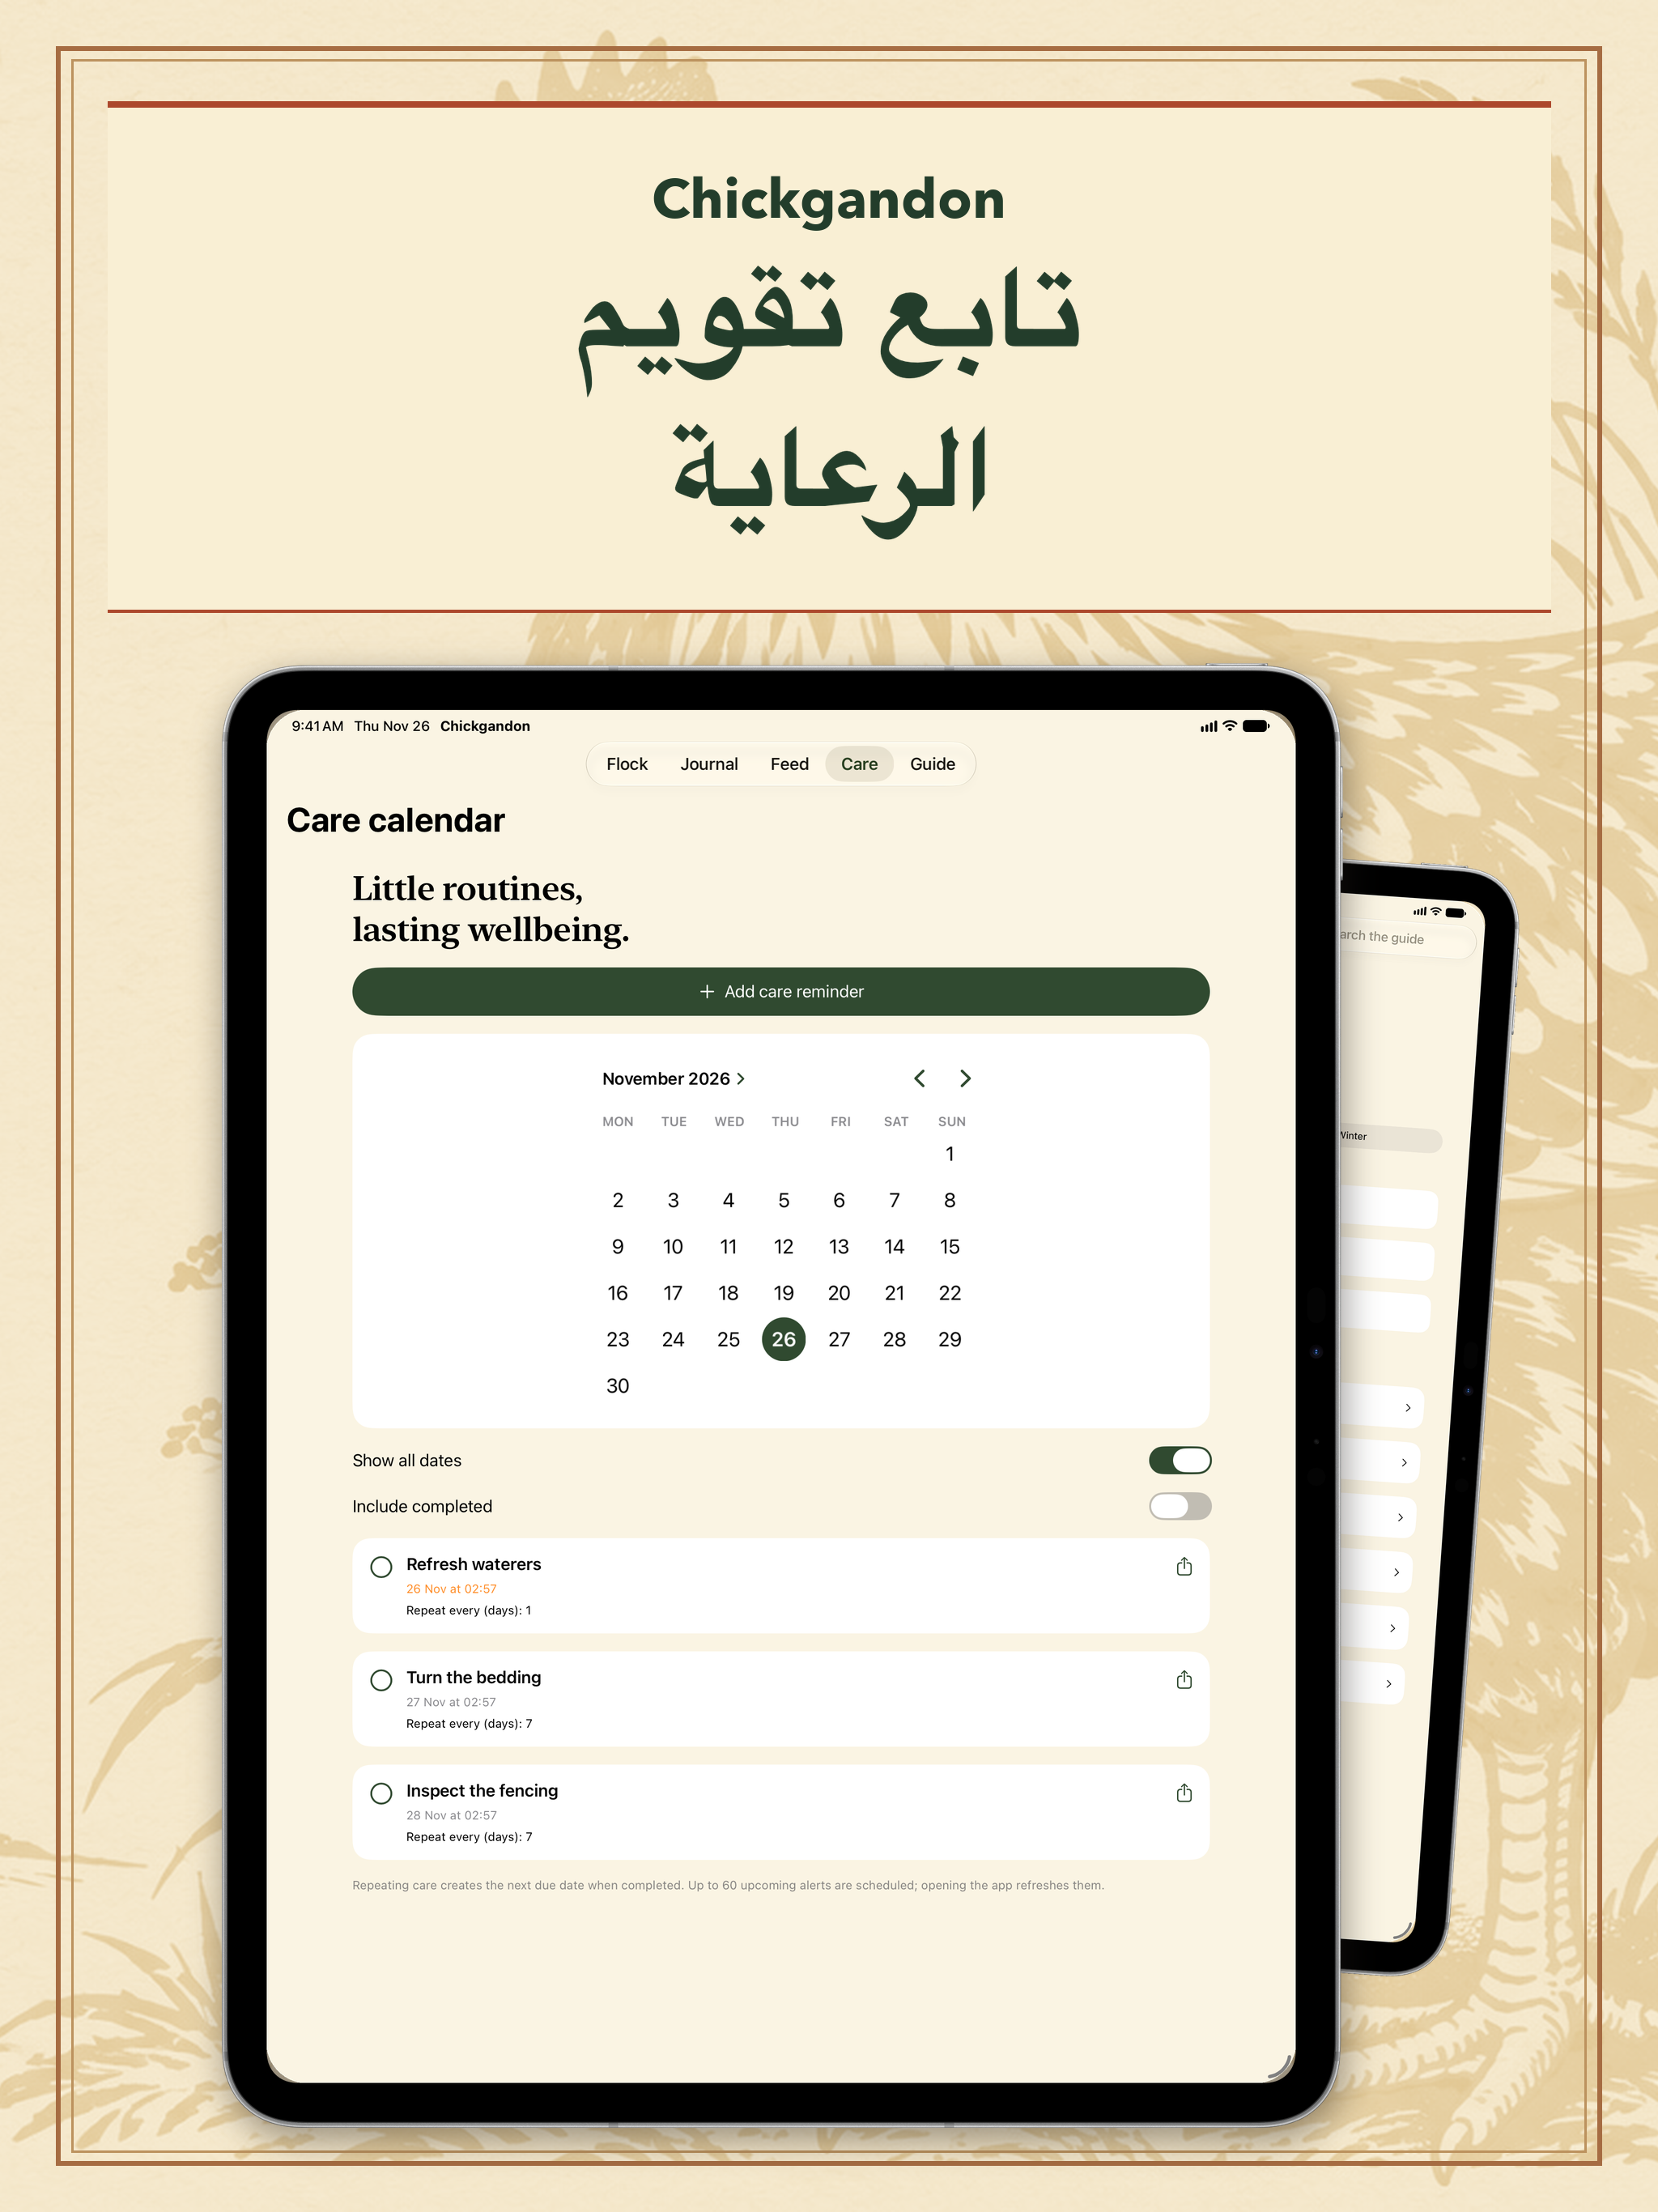 Chickgandon
تابع تقويم
الرعاية
9:41 AM Thu Nov 26 Chickgandon
Flock Journal Feed Care Guide
Care calendar
Little routines,
lasting wellbeing.
+ Add care reminder
November 2026
MON TUE WED THU FRI SAT SUN
1
2 3 4 5 6 7 8
9 10 11 12 13 14 15
16 17 18 19 20 21 22
23 24 25 26 27 28 29
30
Show all dates
Include completed
Refresh waterers
26 Nov at 02:57
Repeat every (days): 1
Turn the bedding
27 Nov at 02:57
Repeat every (days): 7
Inspect the fencing
28 Nov at 02:57
Repeat every (days): 7
Repeating care creates the next due date when completed. Up to 60 upcoming alerts are scheduled; opening the app refreshes them.
the guide